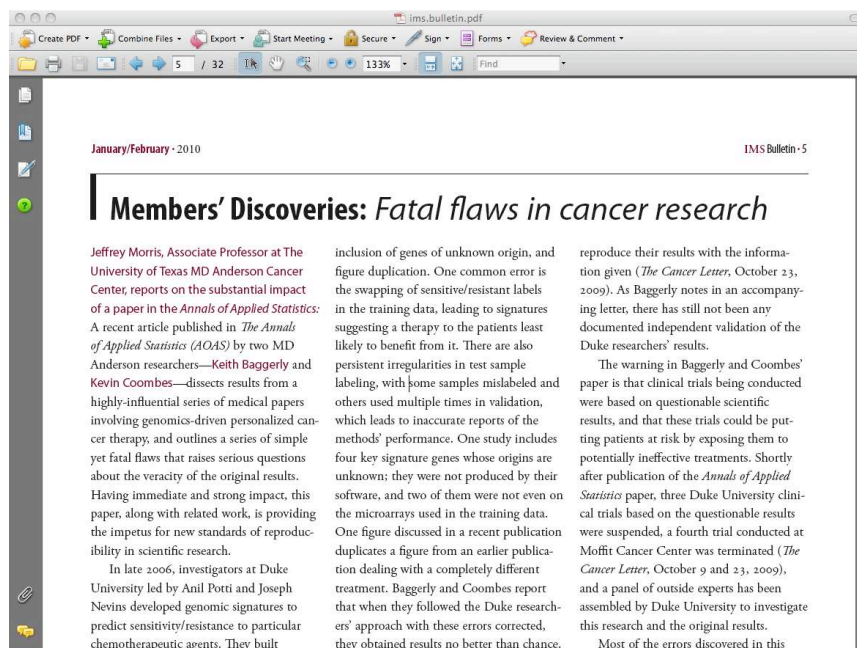 ims.bulletin.pdf
Create PDF
Combine Files
Export
Start Meeting
Secure
Sign
Forms
Review & Comment
5 / 32
133%
Find
January/February • 2010
IMS Bulletin • 5
Members' Discoveries: Fatal flaws in cancer research
Jeffrey Morris, Associate Professor at The
University of Texas MD Anderson Cancer
Center, reports on the substantial impact
of a paper in the Annals of Applied Statistics:
A recent article published in The Annals
of Applied Statistics (AOAS) by two MD
Anderson researchers—Keith Baggerly and
Kevin Coombes—dissects results from a
highly-influential series of medical papers
involving genomics-driven personalized can-
cer therapy, and outlines a series of simple
yet fatal flaws that raises serious questions
about the veracity of the original results.
Having immediate and strong impact, this
paper, along with related work, is providing
the impetus for new standards of reproduc-
ibility in scientific research.
In late 2006, investigators at Duke
University led by Anil Potti and Joseph
Nevins developed genomic signatures to
predict sensitivity/resistance to particular
chemotherapeutic agents. They built
inclusion of genes of unknown origin, and
figure duplication. One common error is
the swapping of sensitive/resistant labels
in the training data, leading to signatures
suggesting a therapy to the patients least
likely to benefit from it. There are also
persistent irregularities in test sample
labeling, with some samples mislabeled and
others used multiple times in validation,
which leads to inaccurate reports of the
methods' performance. One study includes
four key signature genes whose origins are
unknown; they were not produced by their
software, and two of them were not even on
the microarrays used in the training data.
One figure discussed in a recent publication
duplicates a figure from an earlier publica-
tion dealing with a completely different
treatment. Baggerly and Coombes report
that when they followed the Duke research-
ers' approach with these errors corrected,
they obtained results no better than chance.
reproduce their results with the informa-
tion given (The Cancer Letter, October 23,
2009). As Baggerly notes in an accompany-
ing letter, there has still not been any
documented independent validation of the
Duke researchers' results.
The warning in Baggerly and Coombes'
paper is that clinical trials being conducted
were based on questionable scientific
results, and that these trials could be put-
ting patients at risk by exposing them to
potentially ineffective treatments. Shortly
after publication of the Annals of Applied
Statistics paper, three Duke University clini-
cal trials based on the questionable results
were suspended, a fourth trial conducted at
Moffit Cancer Center was terminated (The
Cancer Letter, October 9 and 23, 2009),
and a panel of outside experts has been
assembled by Duke University to investigate
this research and the original results.
Most of the errors discovered in this